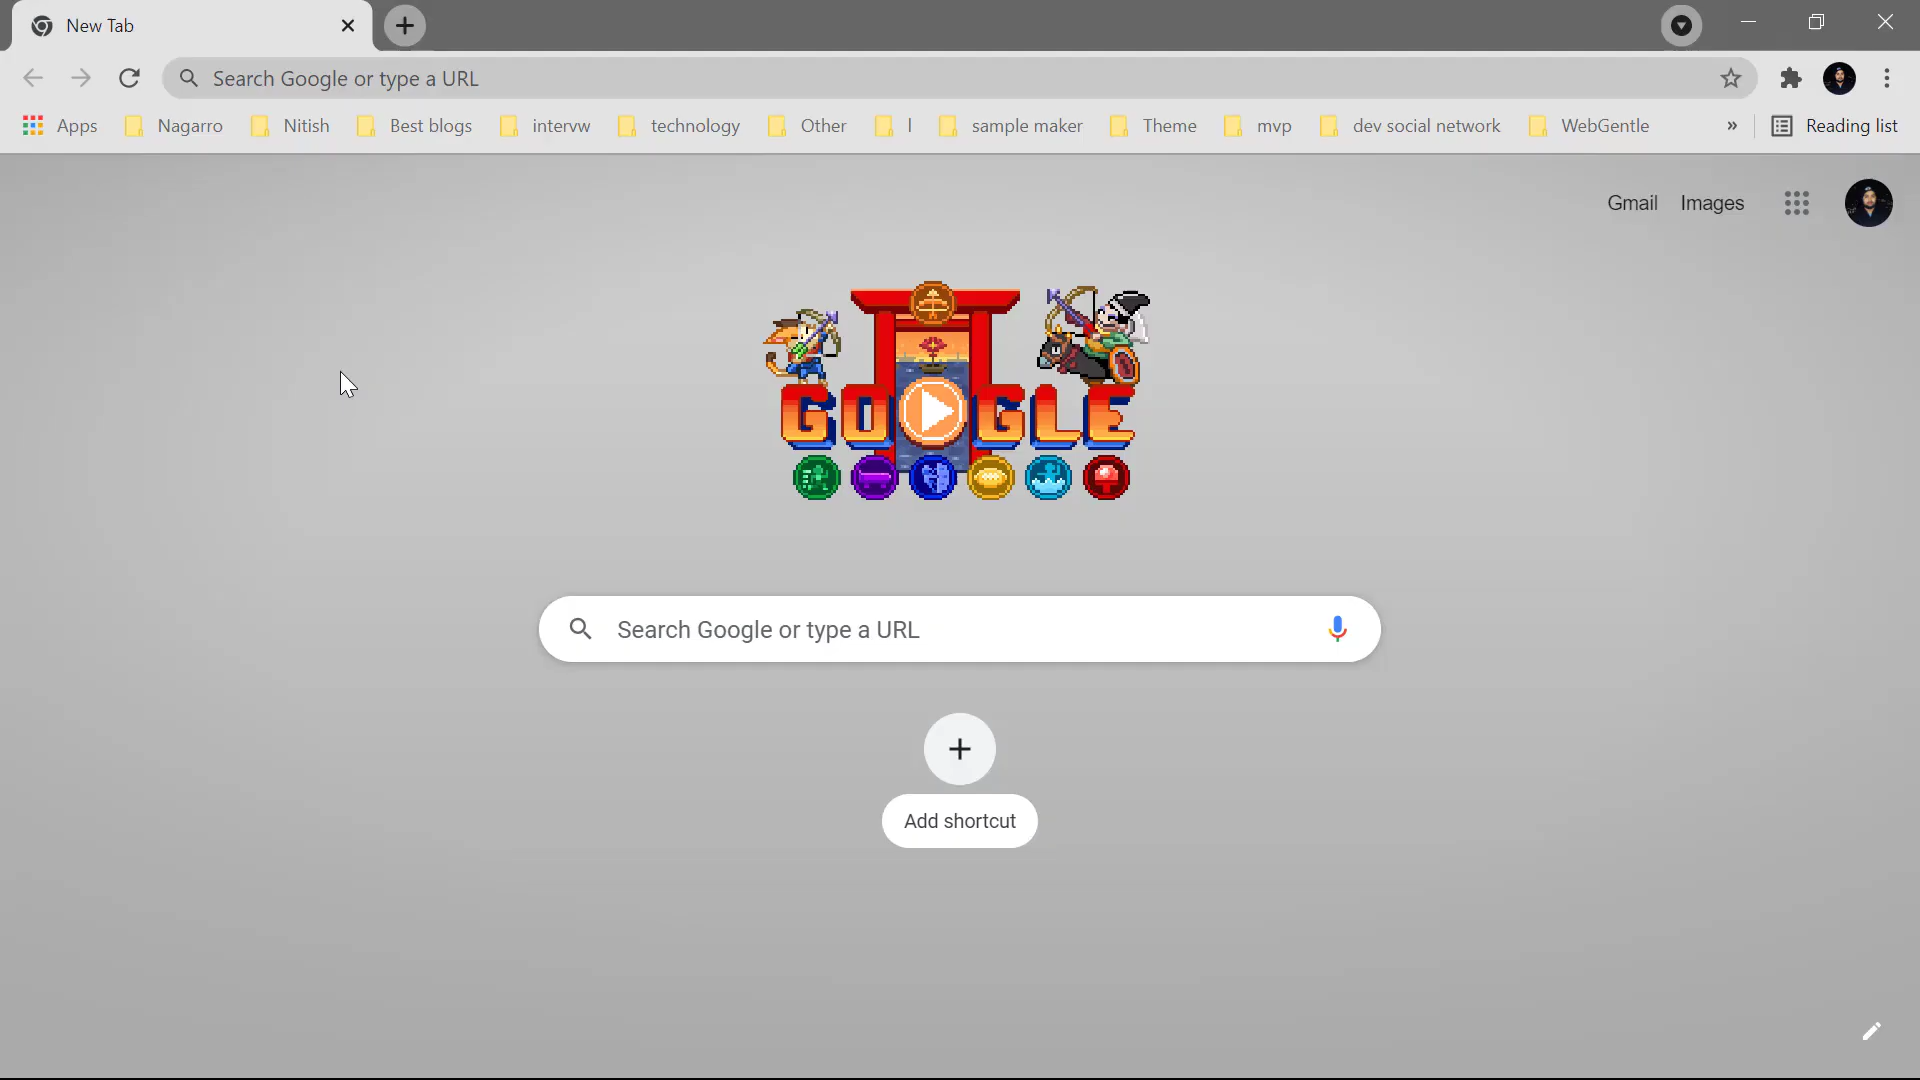 New Tab
Search Google or type a URL
Apps Nagarro Nitish Best blogs intervw technology Other I sample maker Theme mvp dev social network WebGentle » Reading list
Gmail Images
GOOGLE
Search Google or type a URL
Add shortcut